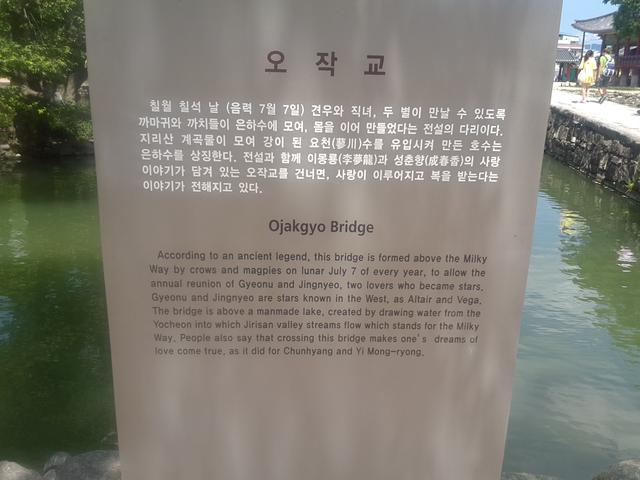 오작교
칠월 칠석 날 (음력 7월 7일) 견우와 직녀, 두 별이 만날 수 있도록
까마귀와 까치들이 은하수에 모여, 몸을 이어 만들었다는 전설의 다리이다.
지리산 계곡물이 모여 강이 된 요천(蓼川)수를 유입시켜 만든 호수는
은하수를 상징한다. 전설과 함께 이몽룡(李夢龍)과 성춘향(成春香)의 사랑
이야기가 담겨 있는 오작교를 건너면, 사랑이 이루어지고 복을 받는다는
이야기가 전해지고 있다.
Ojakgyo Bridge
According to an ancient legend, this bridge is formed above the Milky
Way by crows and magpies on lunar July 7 of every year, to allow the
annual reunion of Gyeonu and Jingnyeo, two lovers who became stars.
Gyeonu and Jingnyeo are stars known in the West, as Altair and Vega.
The bridge is above a manmade lake, created by drawing water from the
Yocheon into which Jirisan valley streams flow which stands for the Milky
Way. People also say that crossing this bridge makes one's dreams of
love come true, as it did for Chunhyang and Yi Mong-ryong.